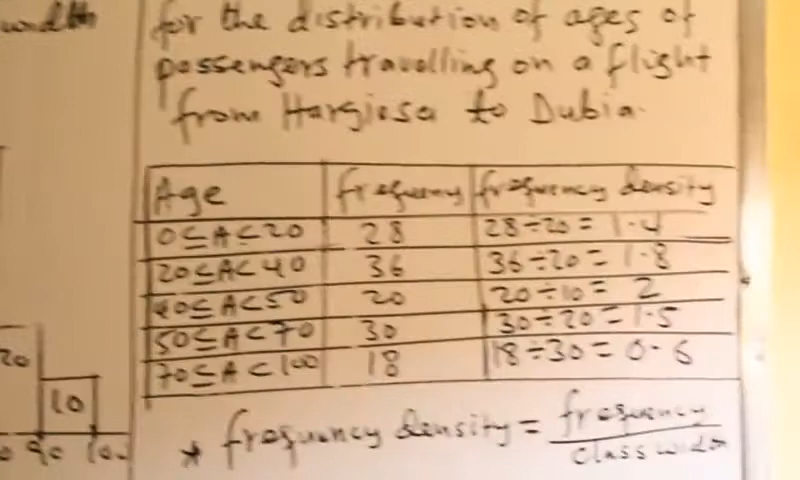 width
for the distribution of ages of
passengers travelling on a flight
from Hargiesa to Dubia.
Age frequency frequency density
0≤A≤20 28 28÷20= 1.4
20≤A<40 36 36÷20= 1.8
40≤A<50 20 20÷10= 2
50≤A<70 30 30÷20=1.5
70≤A<100 18 18÷30=0.6
20
10
90 100
* frequency density = frequency
class width